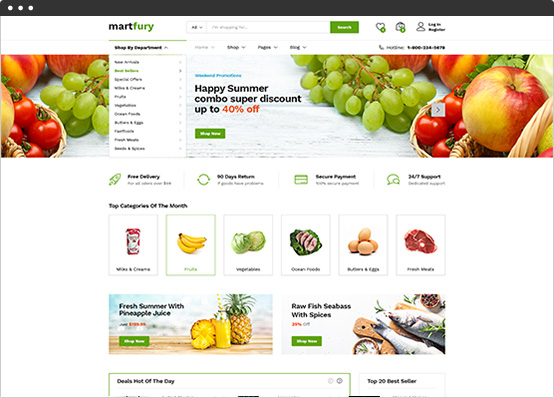 martfury
All
I'm shopping for...
Search
0
0
Log in
Register
Shop By Department
Home
Shop
Pages
Blog
Hotline: 1-800-234-5678
New Arrivals
Best Sellers
Special Offers
Milks & Creams
Fruits
Vegetables
Ocean Foods
Butters & Eggs
Fastfoods
Fresh Meats
Seeds & Spices
Weekend Promotions
Happy Summer
combo super discount
up to 40% off
Shop Now
Free Delivery
For all oders over $99
90 Days Return
If goods have problems
Secure Payment
100% secure payment
24/7 Support
Dedicated support
Top Categories Of The Month
Milks & Creams
Fruits
Vegetables
Ocean Foods
Butters & Eggs
Fresh Meats
Fresh Summer With
Pineapple Juice
Just
Shop Now
Raw Fish Seabass
With Spices
25% Off
Shop Now
Deals Hot Of The Day
Top 20 Best Seller